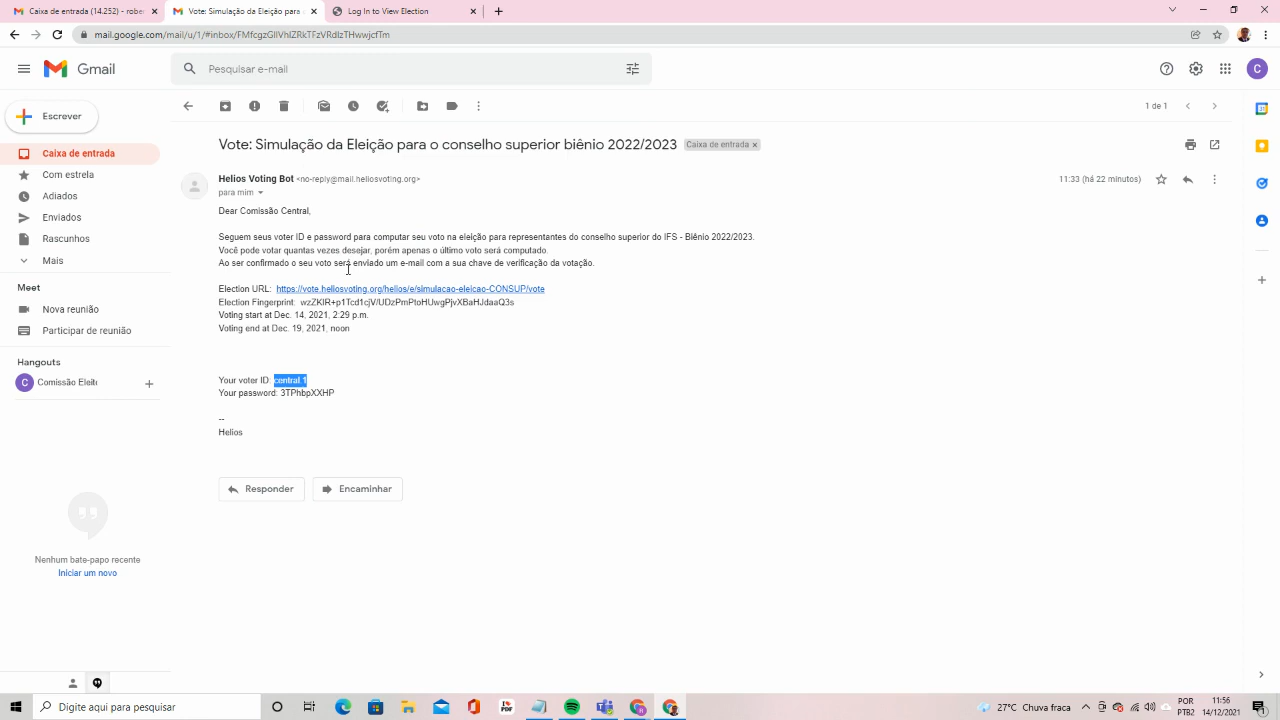 Caixa de entrada (14.252) - rober
Vote: Simulação da Eleição para o
Log In to View Election
mail.google.com/mail/u/1/#inbox/
Gmail
Pesquisar e-mail
C
Escrever
1 de 1
Caixa de entrada
Com estrela
Adiados
Enviados
Rascunhos
Mais
Meet
Nova reunião
Participar de reunião
Hangouts
C Comissão Eleit
Nenhum bate-papo recente
Iniciar um novo
Vote: Simulação da Eleição para o conselho superior biênio 2022/2023 Caixa de entrada x
Helios Voting Bot <no-reply@mail.heliosvoting.org>
11:33 (há 22 minutos)
para mim
Dear Comissão Central,
Seguem seus voter ID e password para computar seu voto na eleição para representantes do conselho superior do IFS - Biênio 2022/2023.
Você pode votar quantas vezes desejar, porém apenas o último voto será computado.
Ao ser confirmado o seu voto será enviado um e-mail com a sua chave de verificação da votação.
Election URL: https://vote.heliosvoting.org/helios/e/simulacao-eleicao-CONSUP/vote
Election Fingerprint: wzZKIR+p1Tcd1cjV/UDzPmPtoHUwgPjvXBaHJdaaQ3s
Voting start at Dec. 14, 2021, 2:29 p.m.
Voting end at Dec. 19, 2021, noon
Your voter ID: central.1
Your password: 3TPhbpXXHP
--
Helios
Responder
Encaminhar
Digite aqui para pesquisar
27°C Chuva fraca
POR
PTB2
11:56
14/12/2021